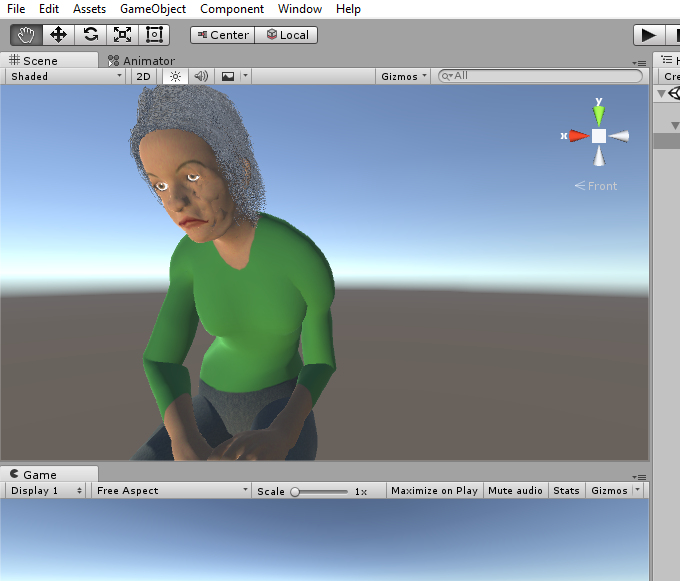 File Edit Assets GameObject Component Window Help
Center Local
Scene Animator
Shaded 2D Gizmos All
Cre
y
x
Front
Game
Display 1 Free Aspect Scale 1x Maximize on Play Mute audio Stats Gizmos